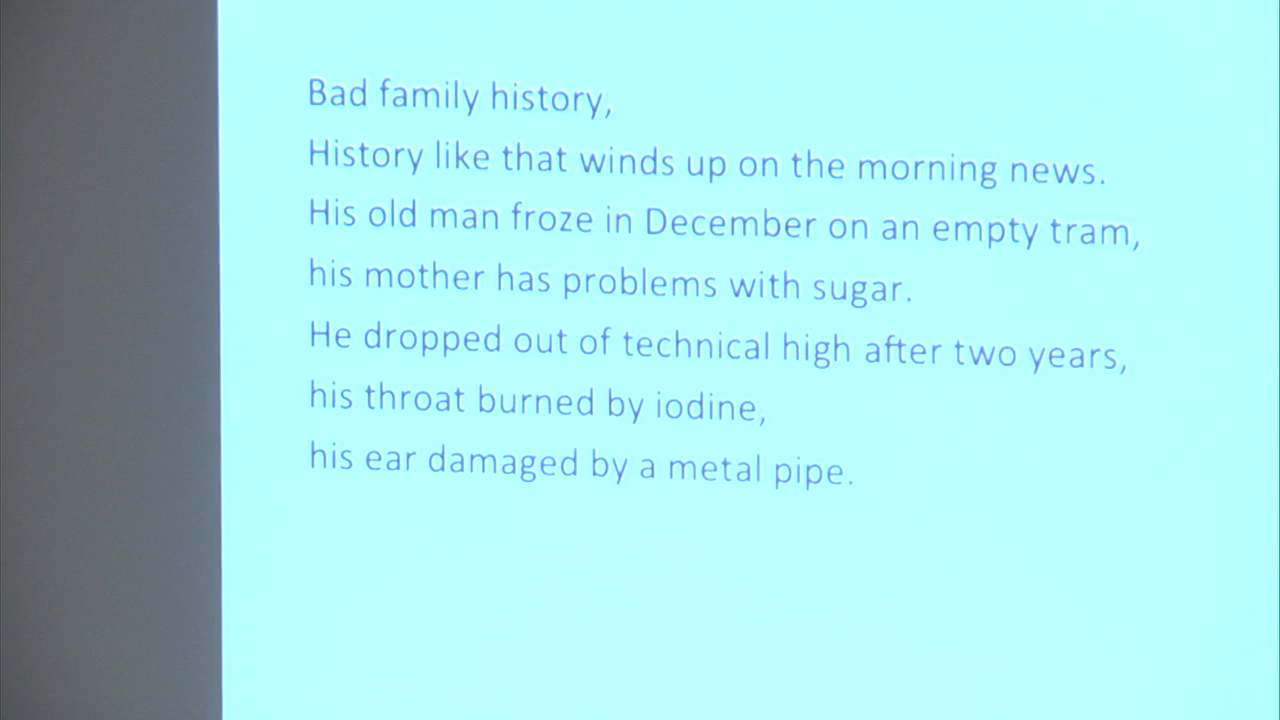 Bad family history,
History like that winds up on the morning news.
His old man froze in December on an empty tram,
his mother has problems with sugar.
He dropped out of technical high after two years,
his throat burned by iodine,
his ear damaged by a metal pipe.